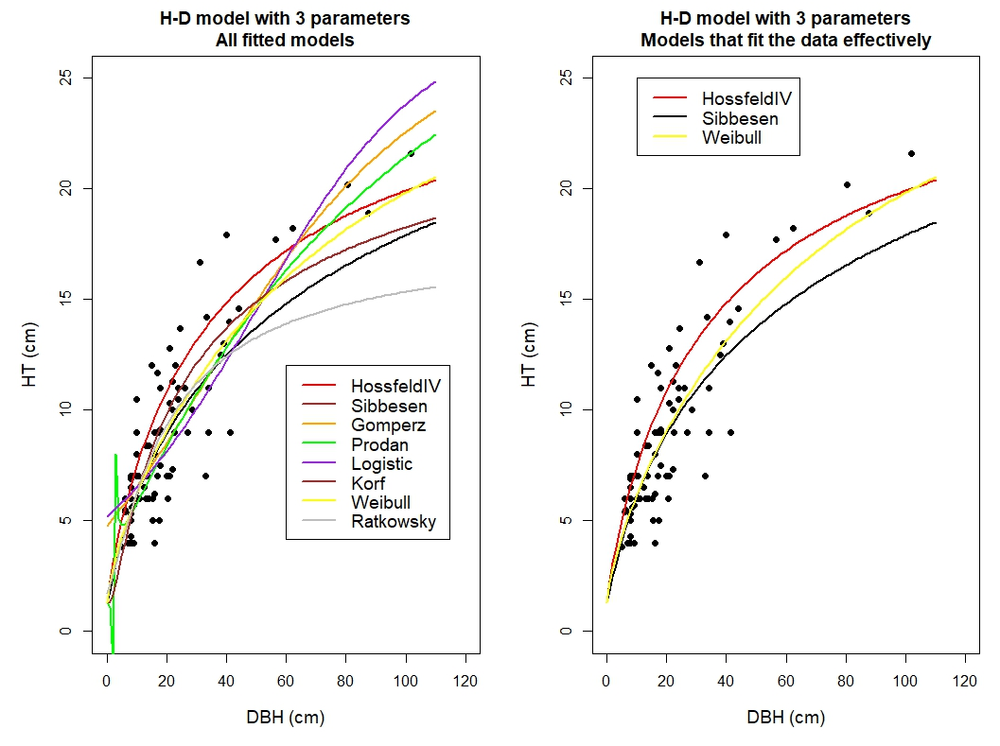 H-D model with 3 parameters
All fitted models
HT (cm)
25
20
15
10
5
0
HossfeldIV
Sibbesen
Gomperz
Prodan
Logistic
Korf
Weibull
Ratkowsky
0 20 40 60 80 100 120
DBH (cm)
H-D model with 3 parameters
Models that fit the data effectively
HT (cm)
25
20
15
10
5
0
HossfeldIV
Sibbesen
Weibull
0 20 40 60 80 100 120
DBH (cm)